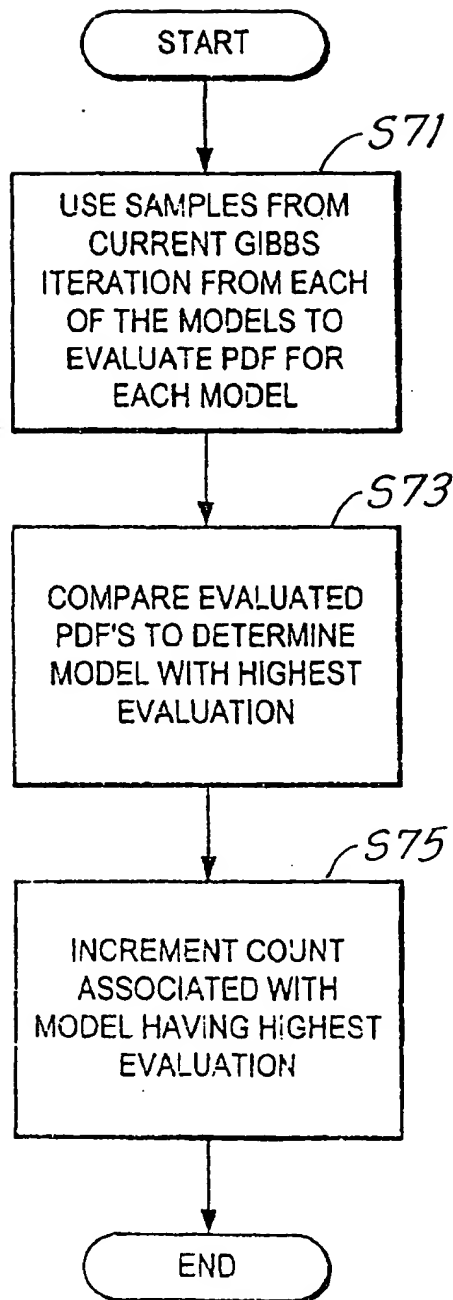 START
S71
USE SAMPLES FROM
CURRENT GIBBS
ITERATION FROM EACH
OF THE MODELS TO
EVALUATE PDF FOR
EACH MODEL
S73
COMPARE EVALUATED
PDF'S TO DETERMINE
MODEL WITH HIGHEST
EVALUATION
S75
INCREMENT COUNT
ASSOCIATED WITH
MODEL HAVING HIGHEST
EVALUATION
END